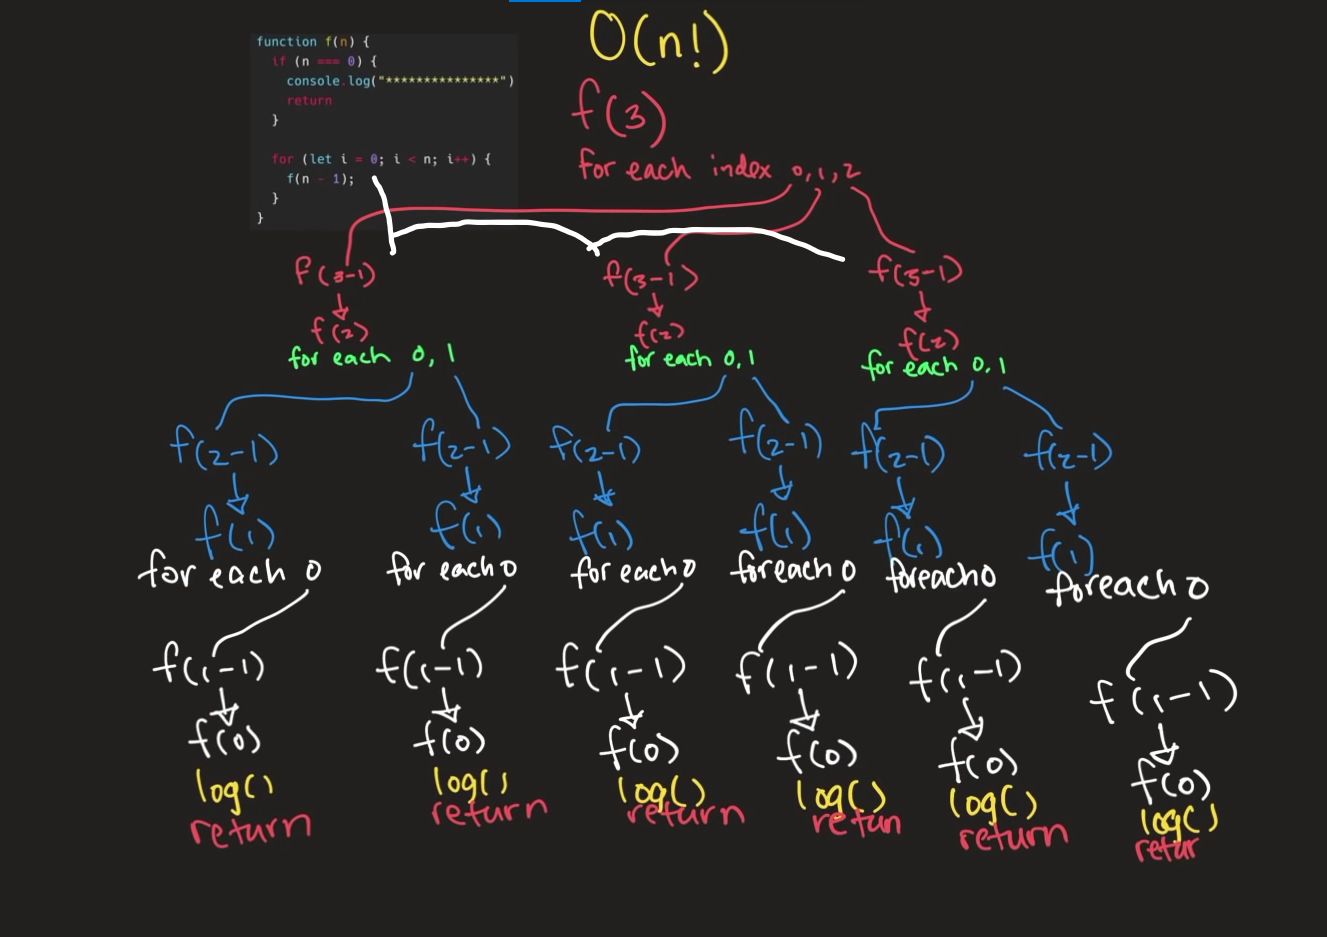 O(n!)
function f(n) {
if (n === 0) {
console.log("***************")
return
}
for (let i = 0; i < n; i++) {
f(n - 1);
}
}
f(3)
for each index 0,1,2
f(3-1) f(3-1) f(3-1)
f(2) f(2) f(2)
for each 0,1 for each 0,1 for each 0,1
f(2-1) f(2-1) f(2-1) f(2-1) f(2-1) f(2-1)
f(1) f(1) f(1) f(1) f(1) f(1)
for each 0 for each 0 for each 0 foreach 0 foreach 0 foreach 0
f(1-1) f(1-1) f(1-1) f(1-1) f(1-1) f(1-1)
f(0) f(0) f(0) f(0) f(0) f(0)
log() log() log() log() log() log()
return return return retun return retur